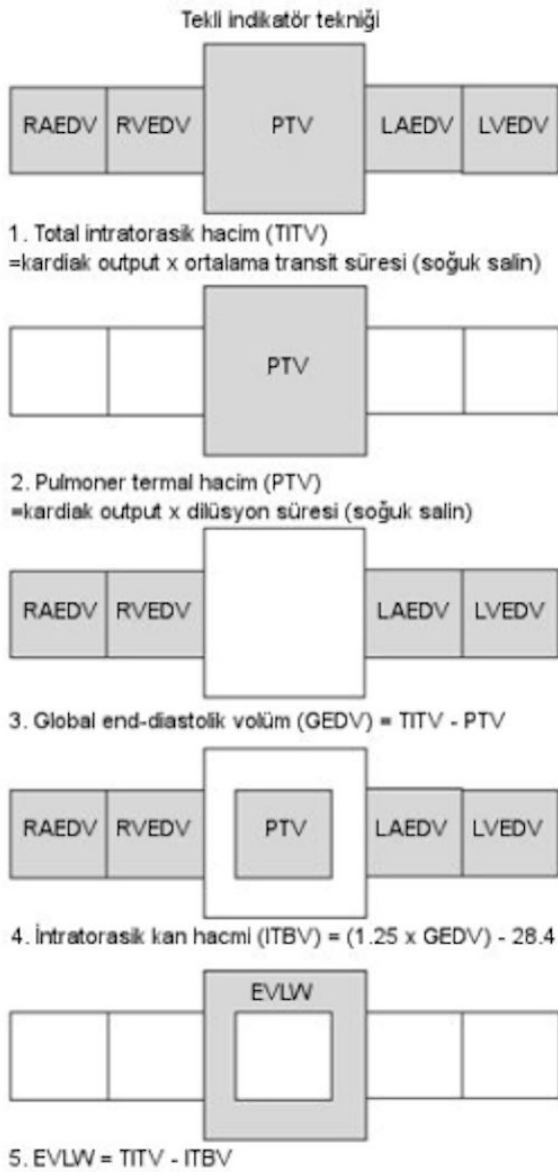 Tekli indikatör tekniği
RAEDV RVEDV PTV LAEDV LVEDV
1. Total intratorasik hacim (TITV)
=kardiak output x ortalama transit süresi (soğuk salin)
PTV
2. Pulmoner termal hacim (PTV)
=kardiak output x dilüsyon süresi (soğuk salin)
RAEDV RVEDV LAEDV LVEDV
3. Global end-diastolik volüm (GEDV) = TITV - PTV
RAEDV RVEDV PTV LAEDV LVEDV
4. İntratorasik kan hacmi (ITBV) = (1.25 x GEDV) - 28.4
EVLW
5. EVLW = TITV - ITBV